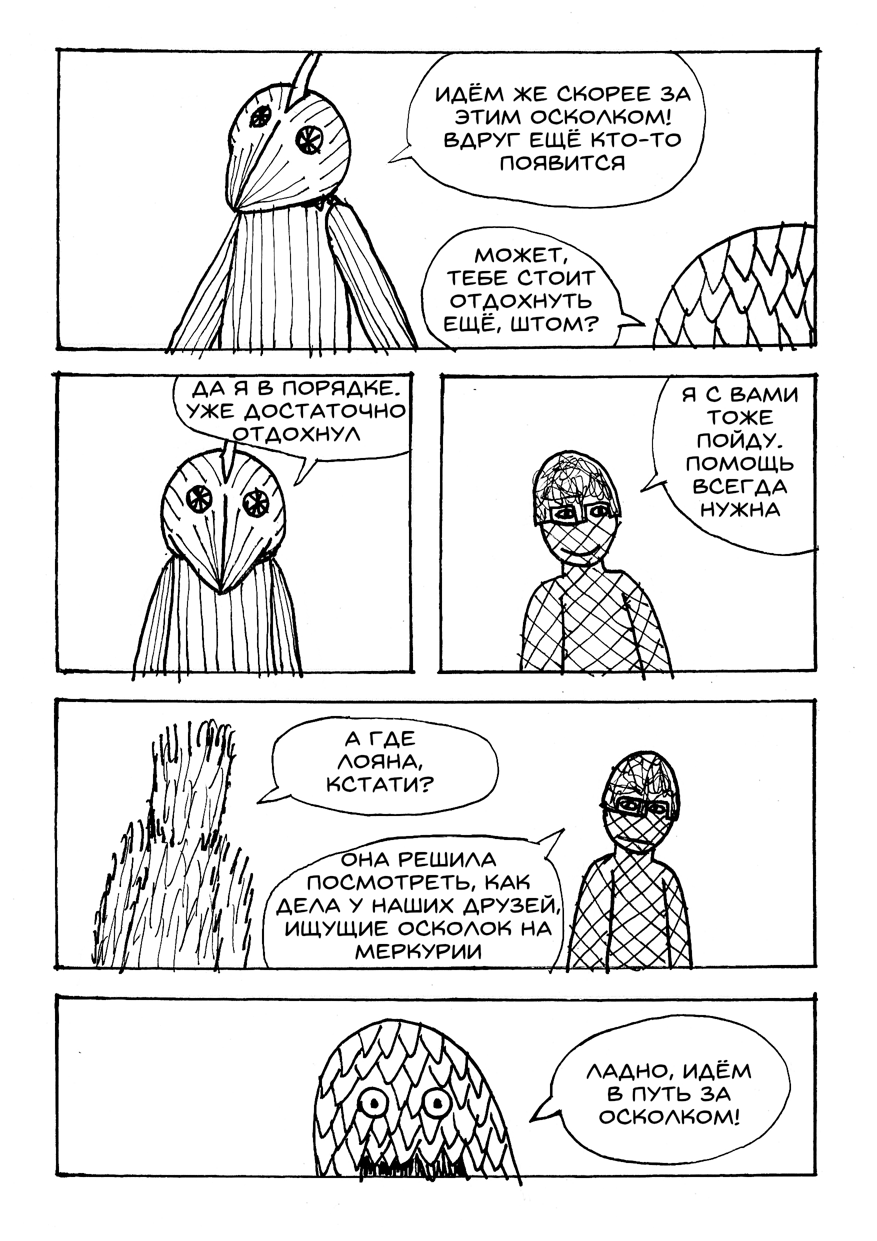 ИДЁМ ЖЕ СКОРЕЕ ЗА
ЭТИМ ОСКОЛКОМ!
ВДРУГ ЕЩЁ КТО-ТО
ПОЯВИТСЯ
МОЖЕТ,
ТЕБЕ СТОИТ
ОТДОХНУТЬ
ЕЩЁ, ШТОМ?
ДА Я В ПОРЯДКЕ.
УЖЕ ДОСТАТОЧНО
ОТДОХНУЛ
Я С ВАМИ
ТОЖЕ
ПОЙДУ.
ПОМОЩЬ
ВСЕГДА
НУЖНА
А ГДЕ
ЛОЯНА,
КСТАТИ?
ОНА РЕШИЛА
ПОСМОТРЕТЬ, КАК
ДЕЛА У НАШИХ ДРУЗЕЙ,
ИЩУЩИЕ ОСКОЛОК НА
МЕРКУРИИ
ЛАДНО, ИДЁМ
В ПУТЬ ЗА
ОСКОЛКОМ!